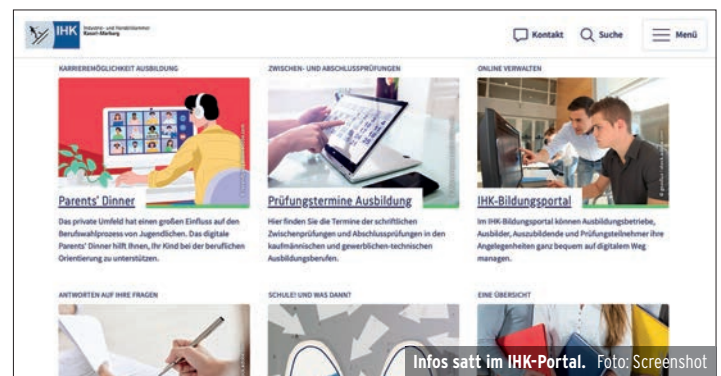 IHK
Industrie- und Handelskammer
Kassel-Marburg
Kontakt
Suche
Menü
KARRIEREMÖGLICHKEIT AUSBILDUNG
Parents' Dinner
Das private Umfeld hat einen großen Einfluss auf den
Berufswahlprozess von Jugendlichen. Das digitale
Parents' Dinner hilft Ihnen, Ihr Kind bei der beruflichen
Orientierung zu unterstützen.
ZWISCHEN- UND ABSCHLUSSPRÜFUNGEN
Prüfungstermine Ausbildung
Hier finden Sie die Termine der schriftlichen
Zwischenprüfungen und Abschlussprüfungen in den
kaufmännischen und gewerblichen-technischen
Ausbildungsberufen.
ONLINE VERWALTEN
IHK-Bildungsportal
Im IHK-Bildungsportal können Ausbildungsbetriebe,
Ausbilder, Auszubildende und Prüfungsteilnehmer ihre
Angelegenheiten ganz bequem auf digitalem Weg
managen.
ANTWORTEN AUF IHRE FRAGEN
SCHULE! UND WAS DANN?
EINE ÜBERSICHT
Infos satt im IHK-Portal. Foto: Screenshot